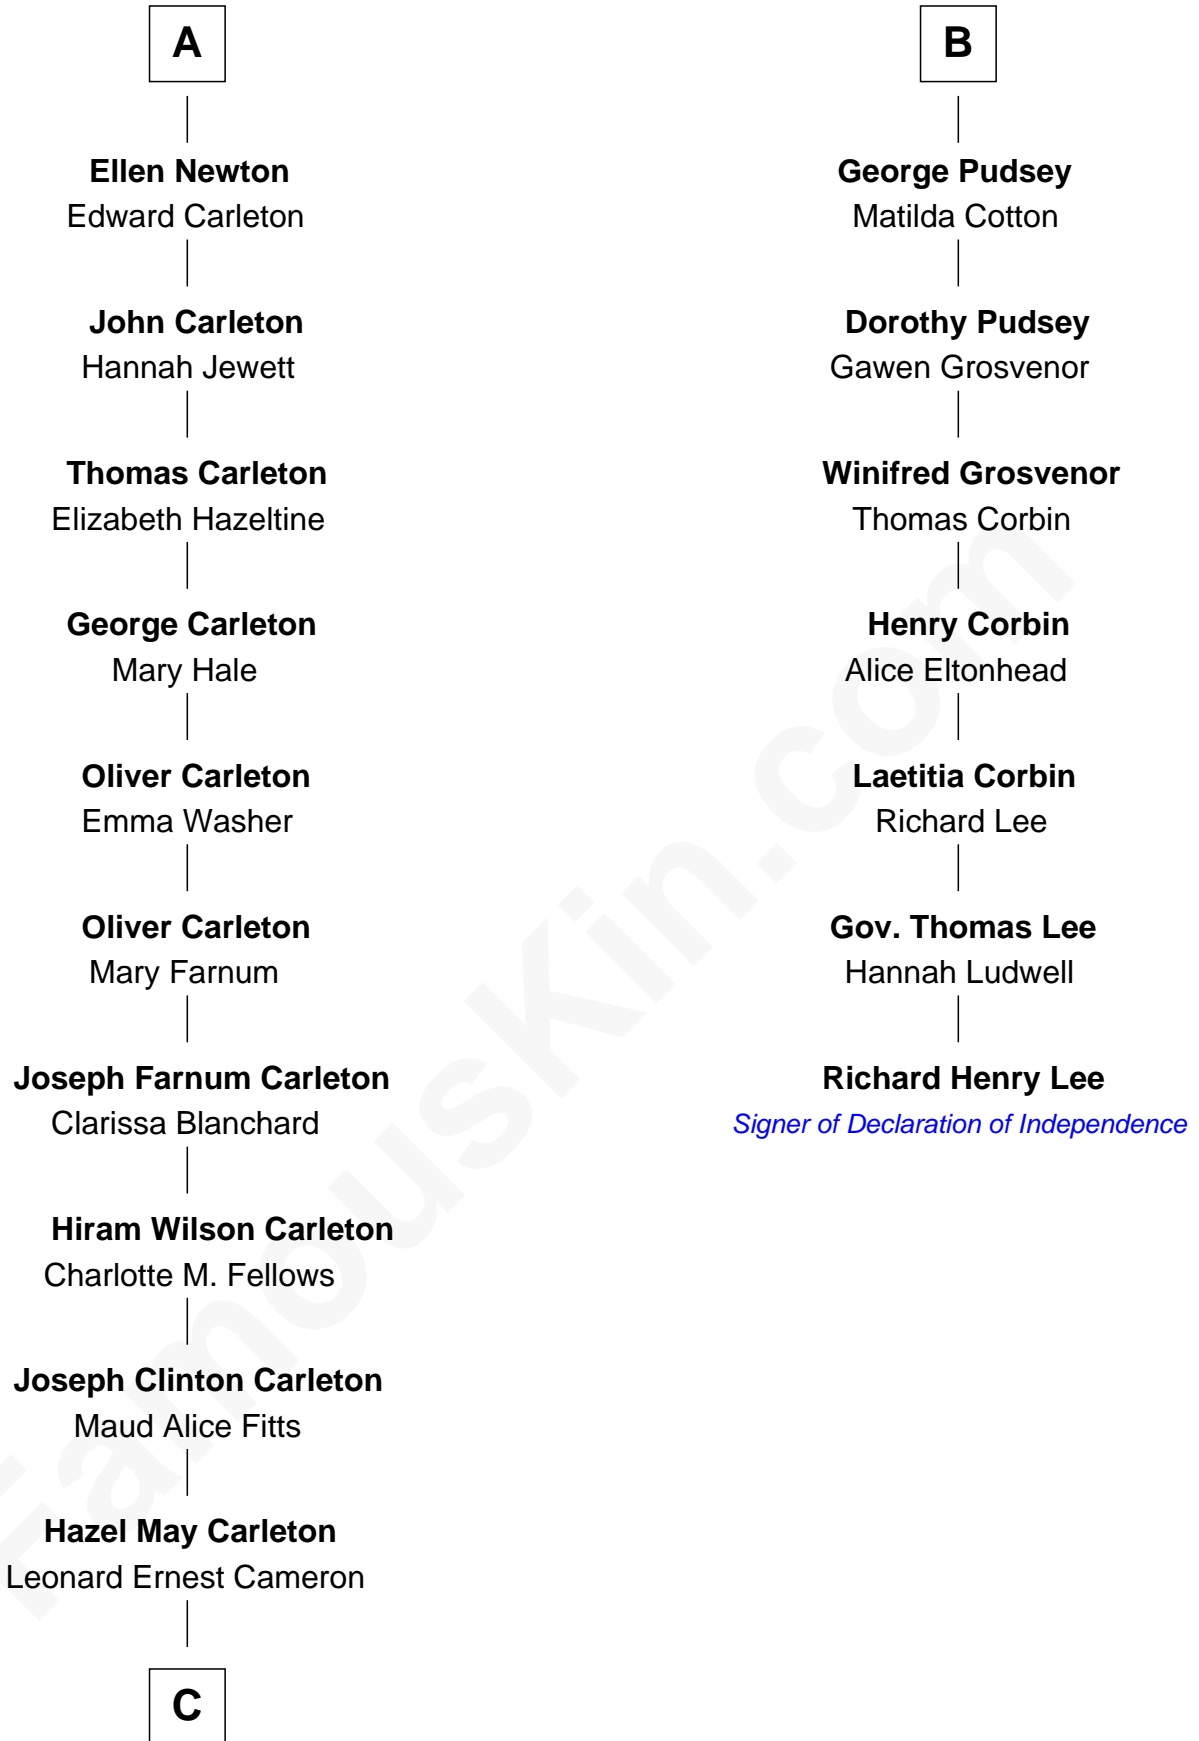 A
Ellen Newton
Edward Carleton
John Carleton
Hannah Jewett
Thomas Carleton
Elizabeth Hazeltine
George Carleton
Mary Hale
Oliver Carleton
Emma Washer
Oliver Carleton
Mary Farnum
Joseph Farnum Carleton
Clarissa Blanchard
Hiram Wilson Carleton
Charlotte M. Fellows
Joseph Clinton Carleton
Maud Alice Fitts
Hazel May Carleton
Leonard Ernest Cameron
C
B
George Pudsey
Matilda Cotton
Dorothy Pudsey
Gawen Grosvenor
Winifred Grosvenor
Thomas Corbin
Henry Corbin
Alice Eltonhead
Laetitia Corbin
Richard Lee
Gov. Thomas Lee
Hannah Ludwell
Richard Henry Lee
Signer of Declaration of Independence
FamousKin.com